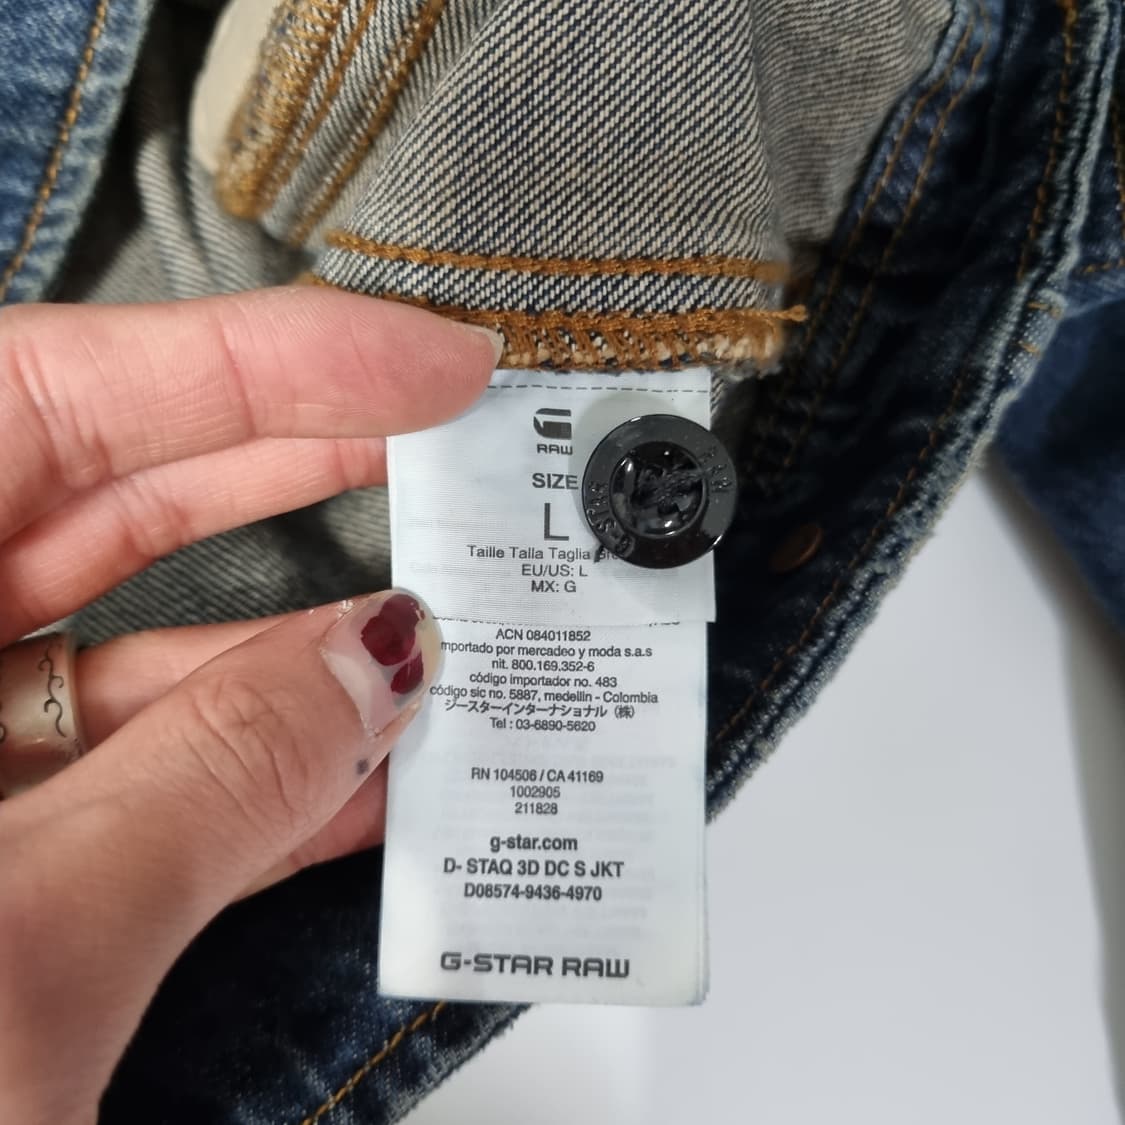 RAW
SIZE
L
Taille Talla Taglia
EU/US: L
MX: G
G-STAR RAW
ACN 084011852
mportado por mercadeo y moda s.a.s
nit. 800.169.352-6
código importador no. 483
código sic no. 5887, medellin - Colombia
ジースターインターナショナル（株）
Tel : 03-6890-5620
RN 104506 / CA 41169
1002905
211828
g-star.com
D- STAQ 3D DC S JKT
D08574-9436-4970
G-STAR RAW